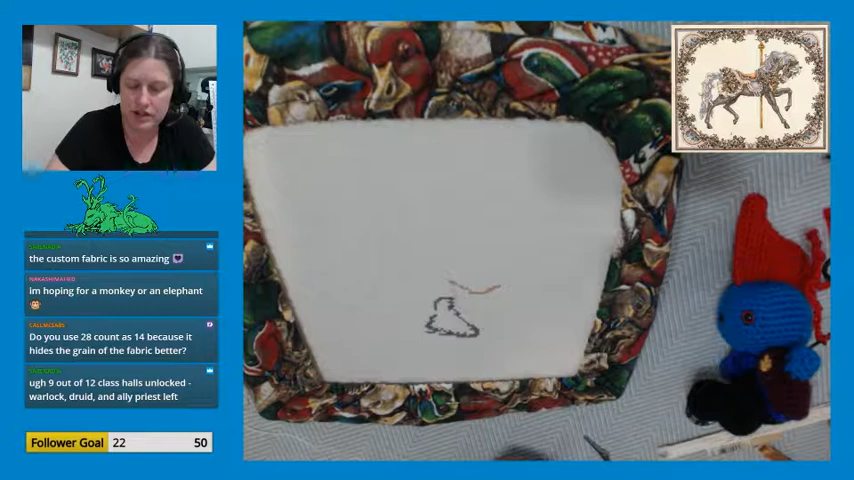 the custom fabric is so amazing
im hoping for a monkey or an elephant
Do you use 28 count as 14 because it
hides the grain of the fabric better?
ugh 9 out of 12 class halls unlocked -
warlock, druid, and ally priest left
Follower Goal 22 50